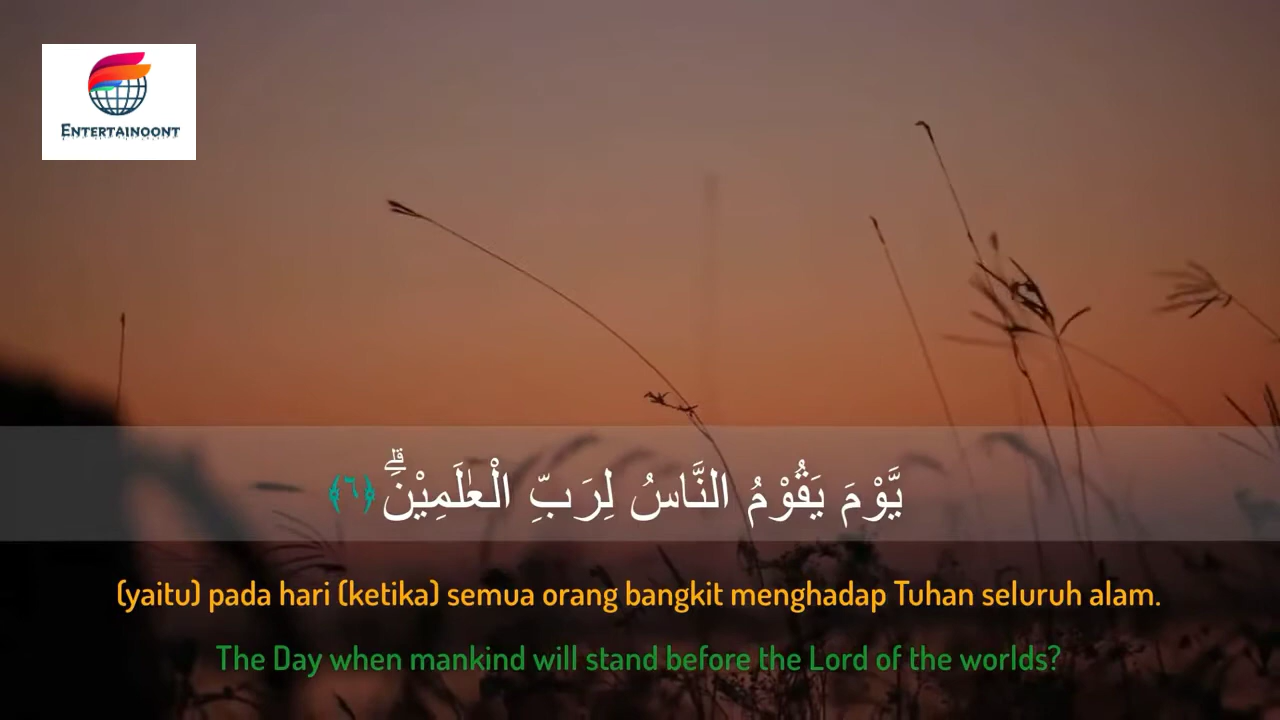 ENTERTAINOONT
يَّوْمَ يَقُوْمُ النَّاسُ لِرَبِّ الْعٰلَمِيْنَۗ ﴿٦﴾
(yaitu) pada hari (ketika) semua orang bangkit menghadap Tuhan seluruh alam.
The Day when mankind will stand before the Lord of the worlds?